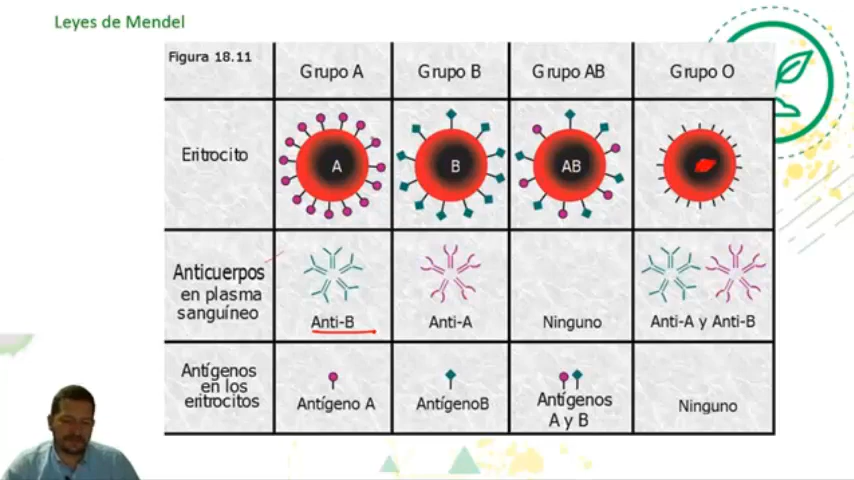 Leyes de Mendel
Figura 18.11
Grupo A
Grupo B
Grupo AB
Grupo O
Eritrocito
A
B
AB
Anticuerpos
en plasma
sanguíneo
Anti-B
Anti-A
Ninguno
Anti-A y Anti-B
Antígenos
en los
eritrocitos
Antígeno A
AntígenoB
Antígenos
A y B
Ninguno